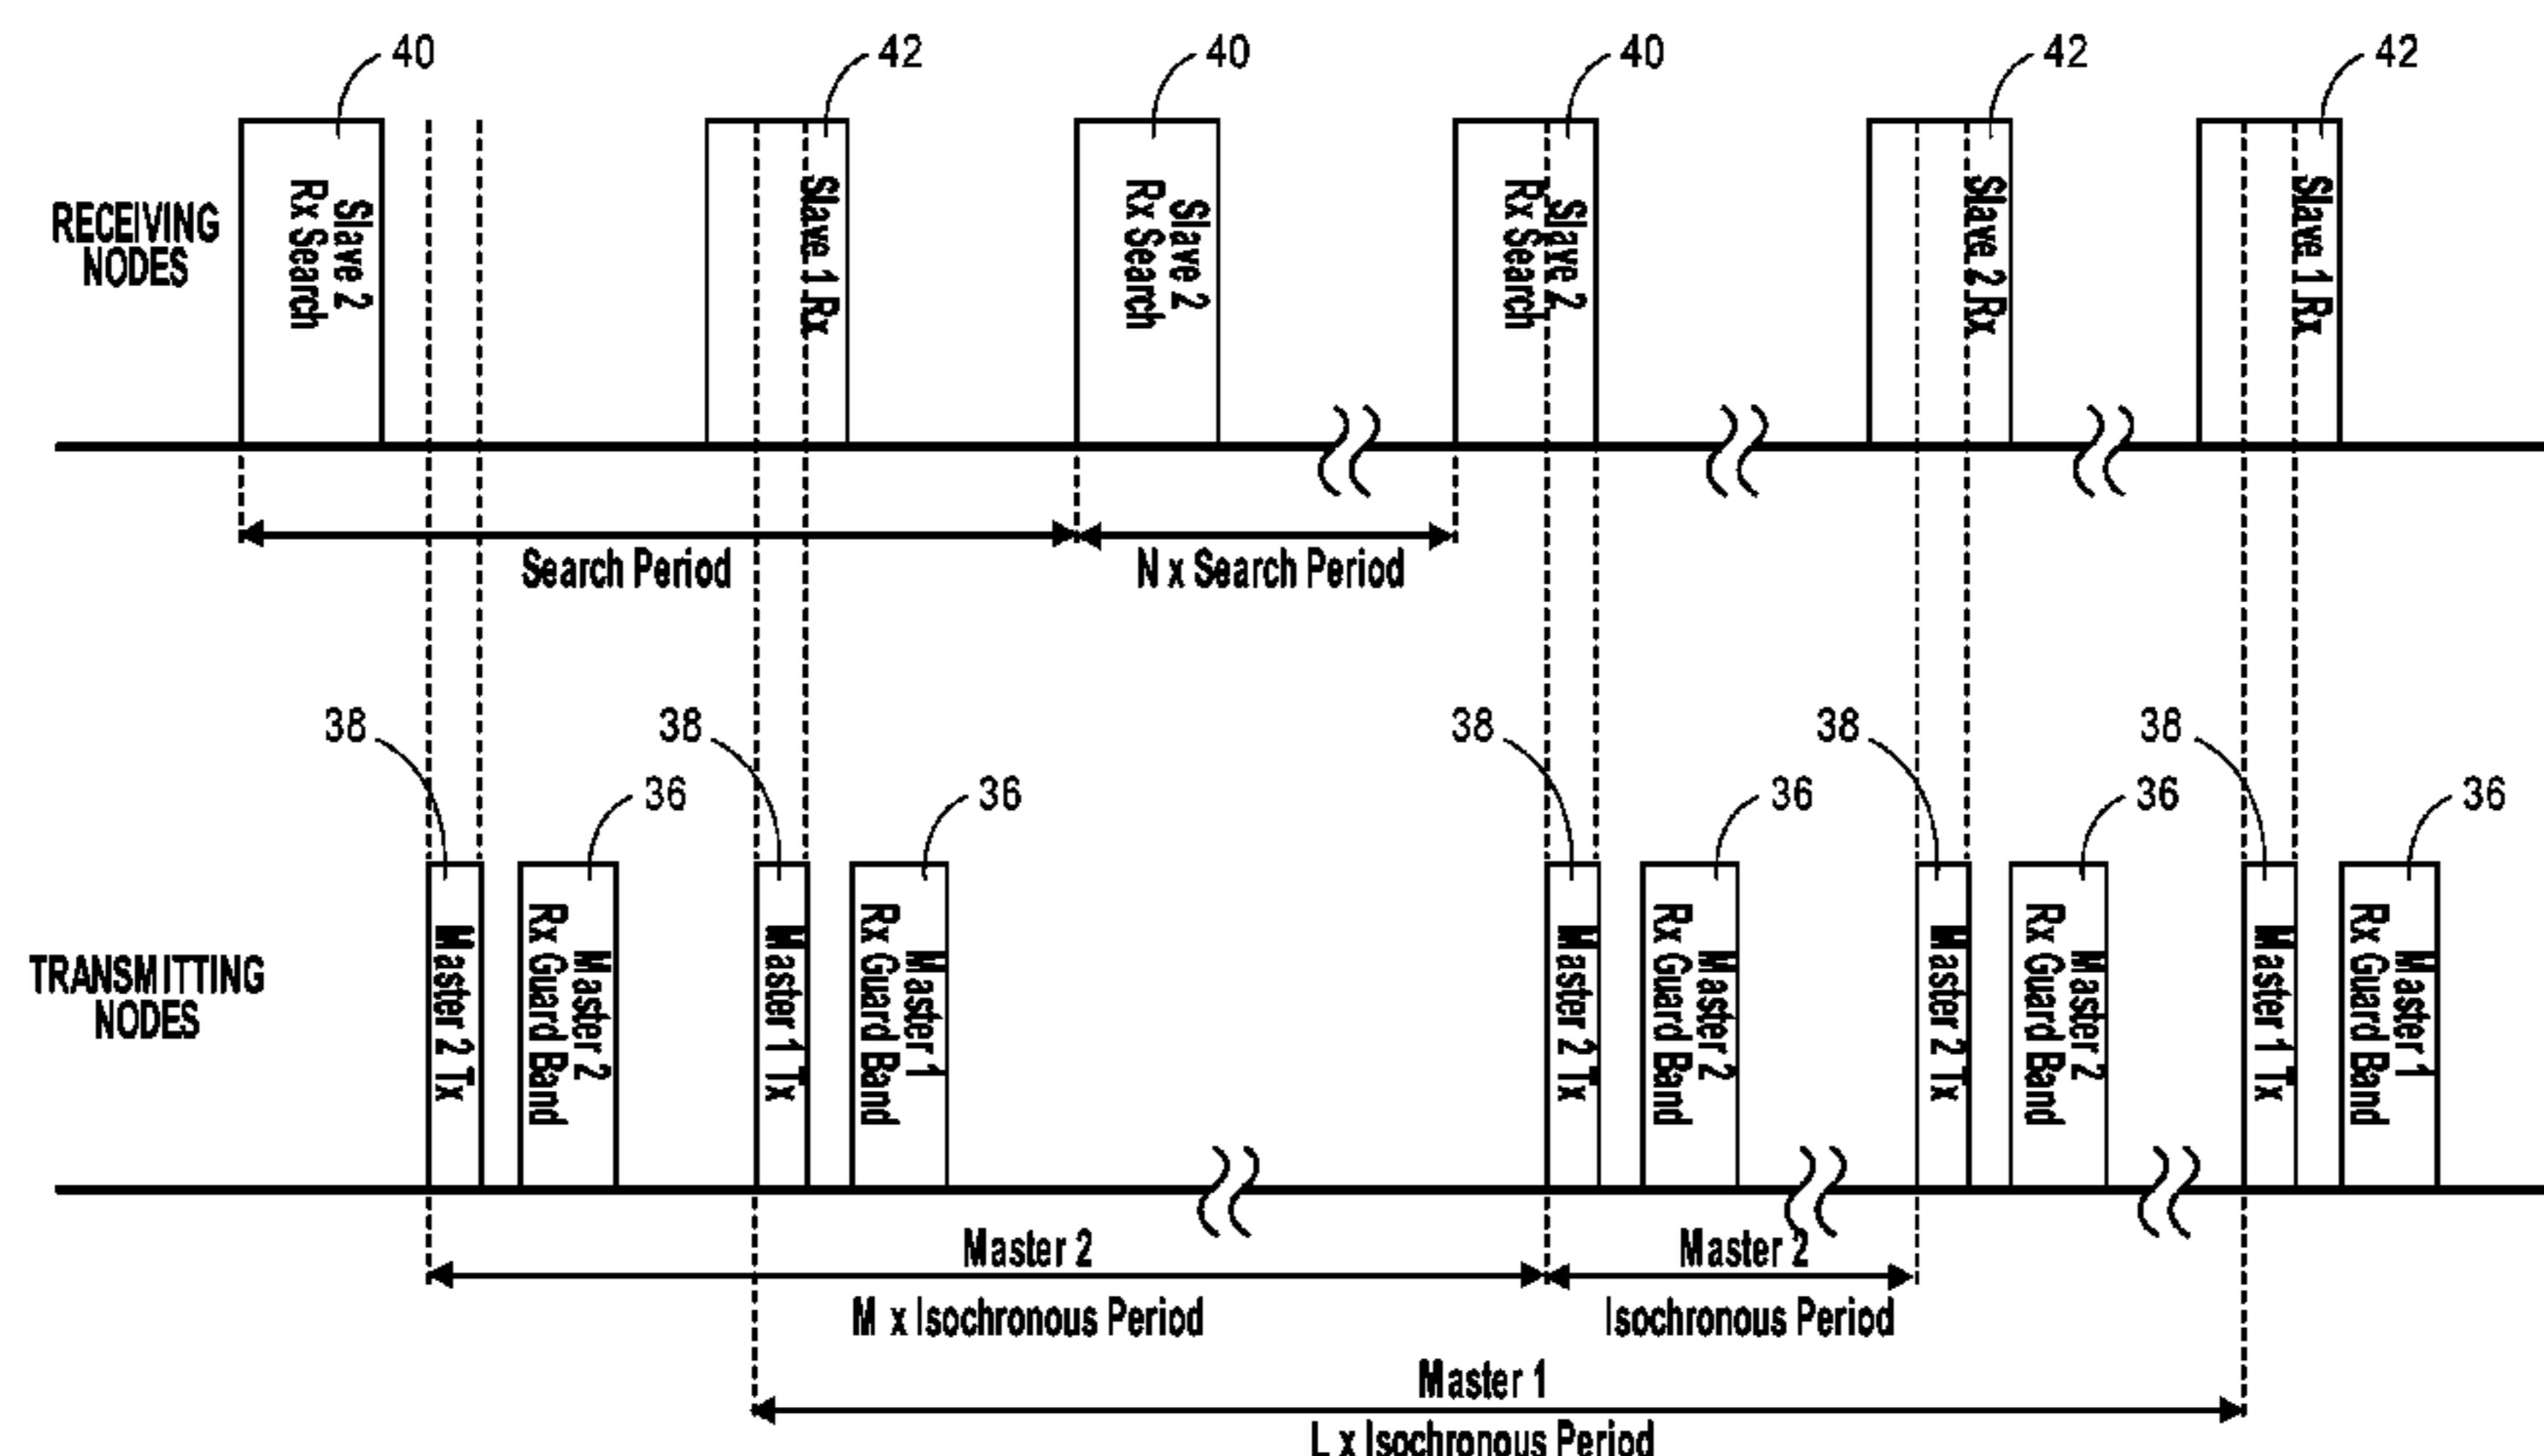 40
42
40
40
42
42
RECEIVING
NODES
Slave 2
Rx Search
Slave 1 Rx
Slave 2
Rx Search
Slave 2
Rx Search
Slave 2 Rx
Slave 1 Rx
Search Period
N x Search Period
38
38
38
38
38
36
36
36
36
36
TRANSMITTING
NODES
Master 2 Tx
Master 2
Rx Guard Band
Master 1 Tx
Master 1
Rx Guard Band
Master 2 Tx
Master 2
Rx Guard Band
Master 2 Tx
Master 2
Rx Guard Band
Master 1 Tx
Master 1
Rx Guard Band
Master 2
M x Isochronous Period
Master 2
Isochronous Period
Master 1
L x Isochronous Period